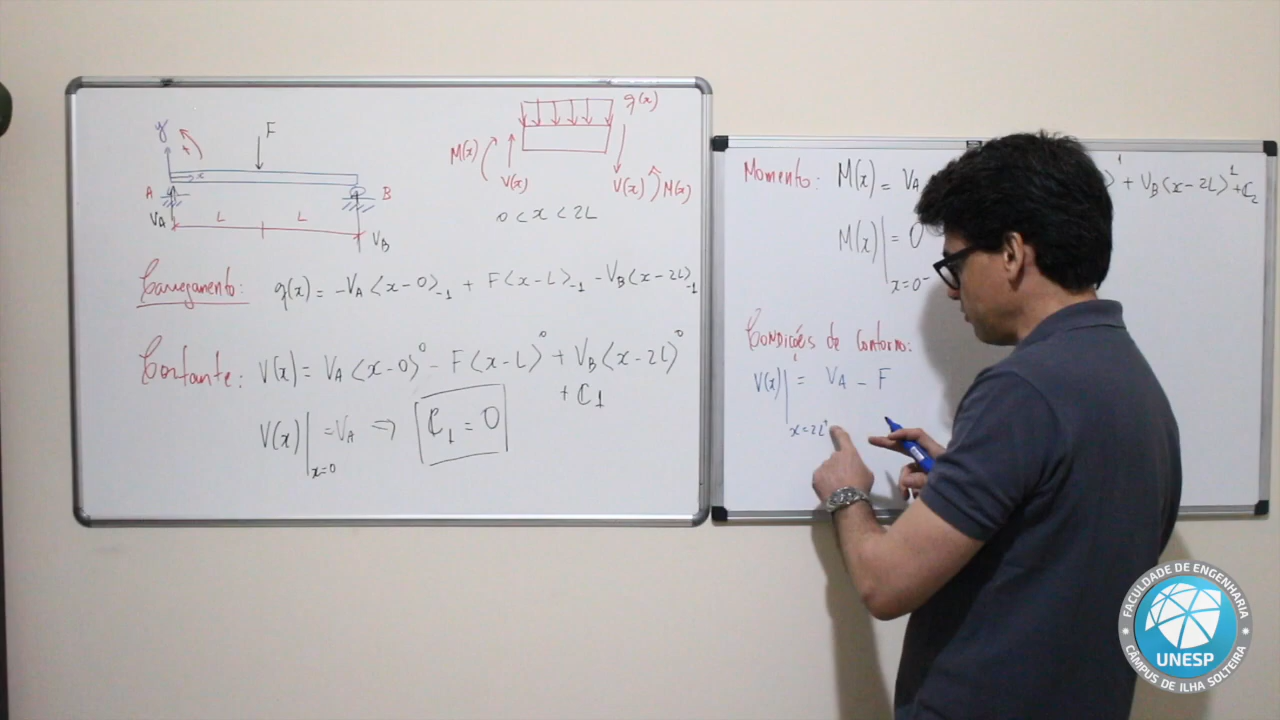 y
F
x
A
B
V_A
L
L
V_B
q(x)
M(x)
V(x)
V(x)
M(x)
0 < x < 2L
Carregamento: q(x) = -V_A <x-0>_-1 + F <x-L>_-1 - V_B <x-2L>_-1
Cortante: V(x) = V_A <x-0>^0 - F <x-L>^0 + V_B <x-2L>^0
+ C_1
V(x)|_x=0 = V_A => C_1 = 0
Momento: M(x) = V_A
^1 + V_B <x-2L>^1 + C_2
M(x)|_x=0^- = 0
Condições de Contorno:
V(x)|_x=2L^+ = V_A - F
FACULDADE DE ENGENHARIA
UNESP
CÂMPUS DE ILHA SOLTEIRA